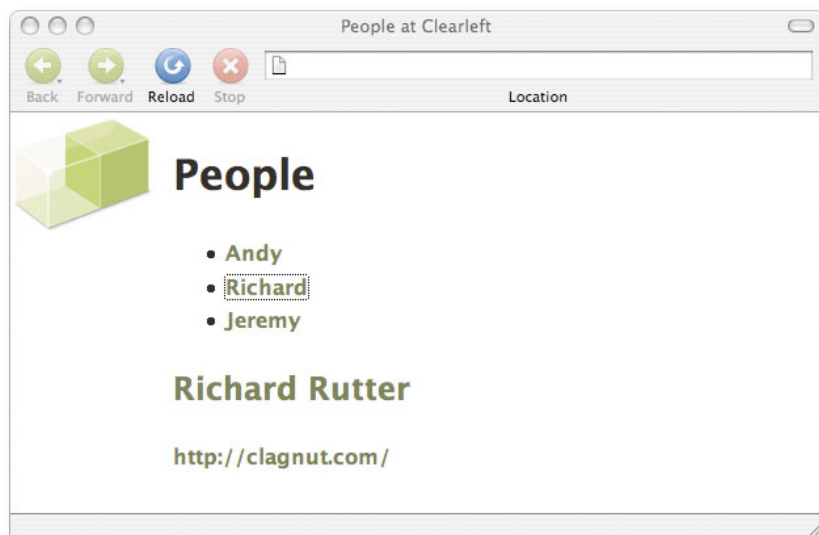 People at Clearleft
Back Forward Reload Stop Location
People
• Andy
• Richard
• Jeremy
Richard Rutter
http://clagnut.com/